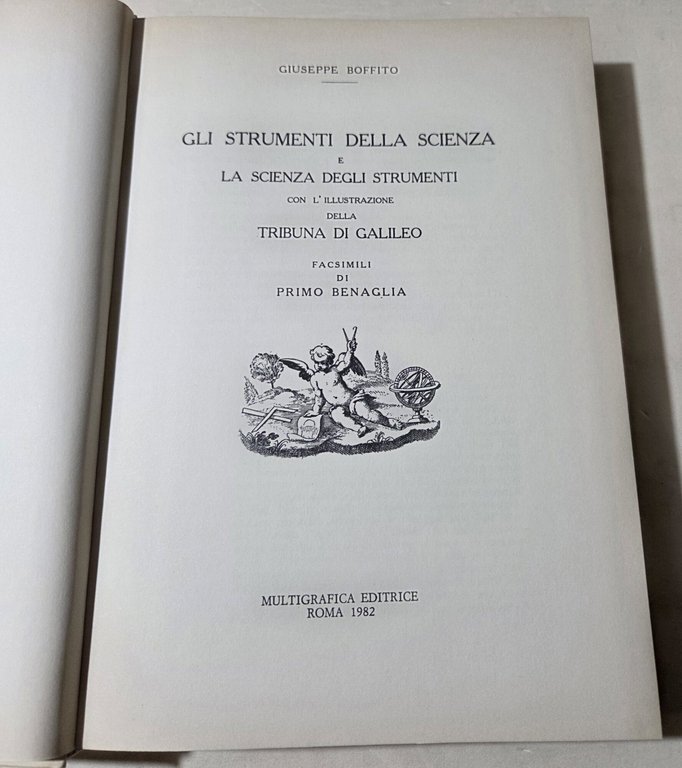 GIUSEPPE BOFFITO
GLI STRUMENTI DELLA SCIENZA
E
LA SCIENZA DEGLI STRUMENTI
CON L'ILLUSTRAZIONE
DELLA
TRIBUNA DI GALILEO
FACSIMILI
DI
PRIMO BENAGLIA
MULTIGRAFICA EDITRICE
ROMA 1982